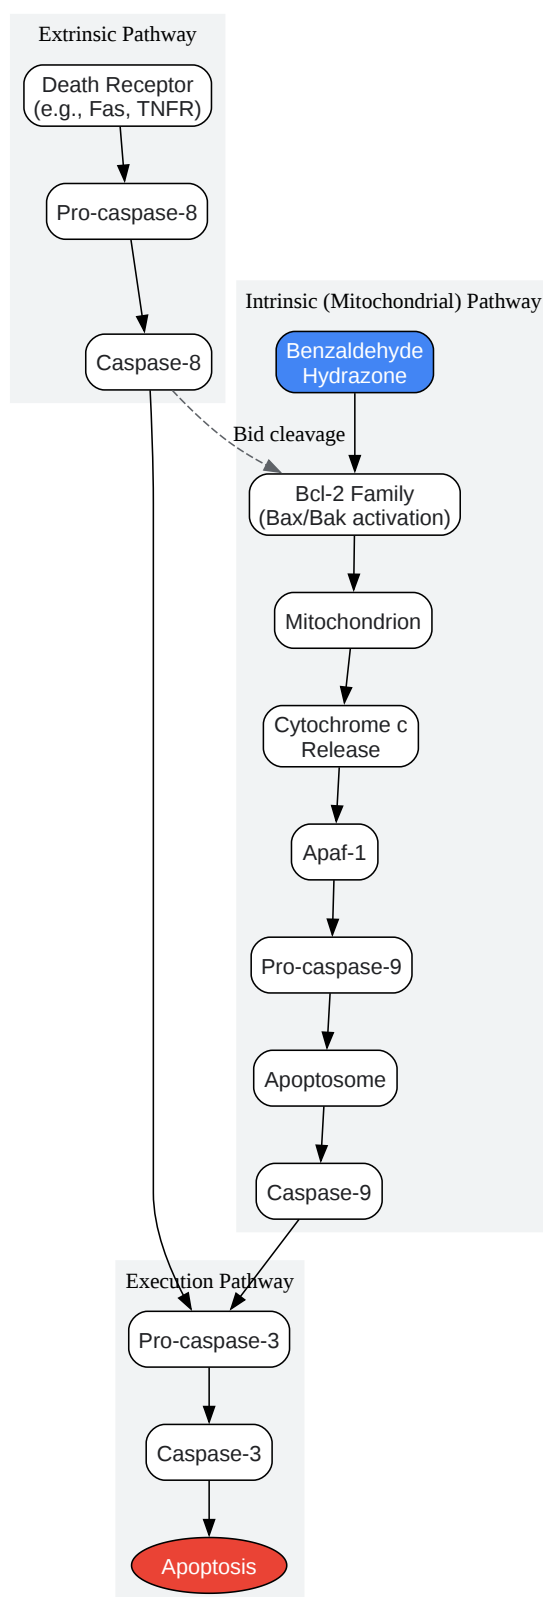 Extrinsic Pathway
Death Receptor
(e.g., Fas, TNFR)
Pro-caspase-8
Caspase-8
Intrinsic (Mitochondrial) Pathway
Benzaldehyde
Hydrazone
Bid cleavage
Bcl-2 Family
(Bax/Bak activation)
Mitochondrion
Cytochrome c
Release
Apaf-1
Pro-caspase-9
Apoptosome
Caspase-9
Execution Pathway
Pro-caspase-3
Caspase-3
Apoptosis